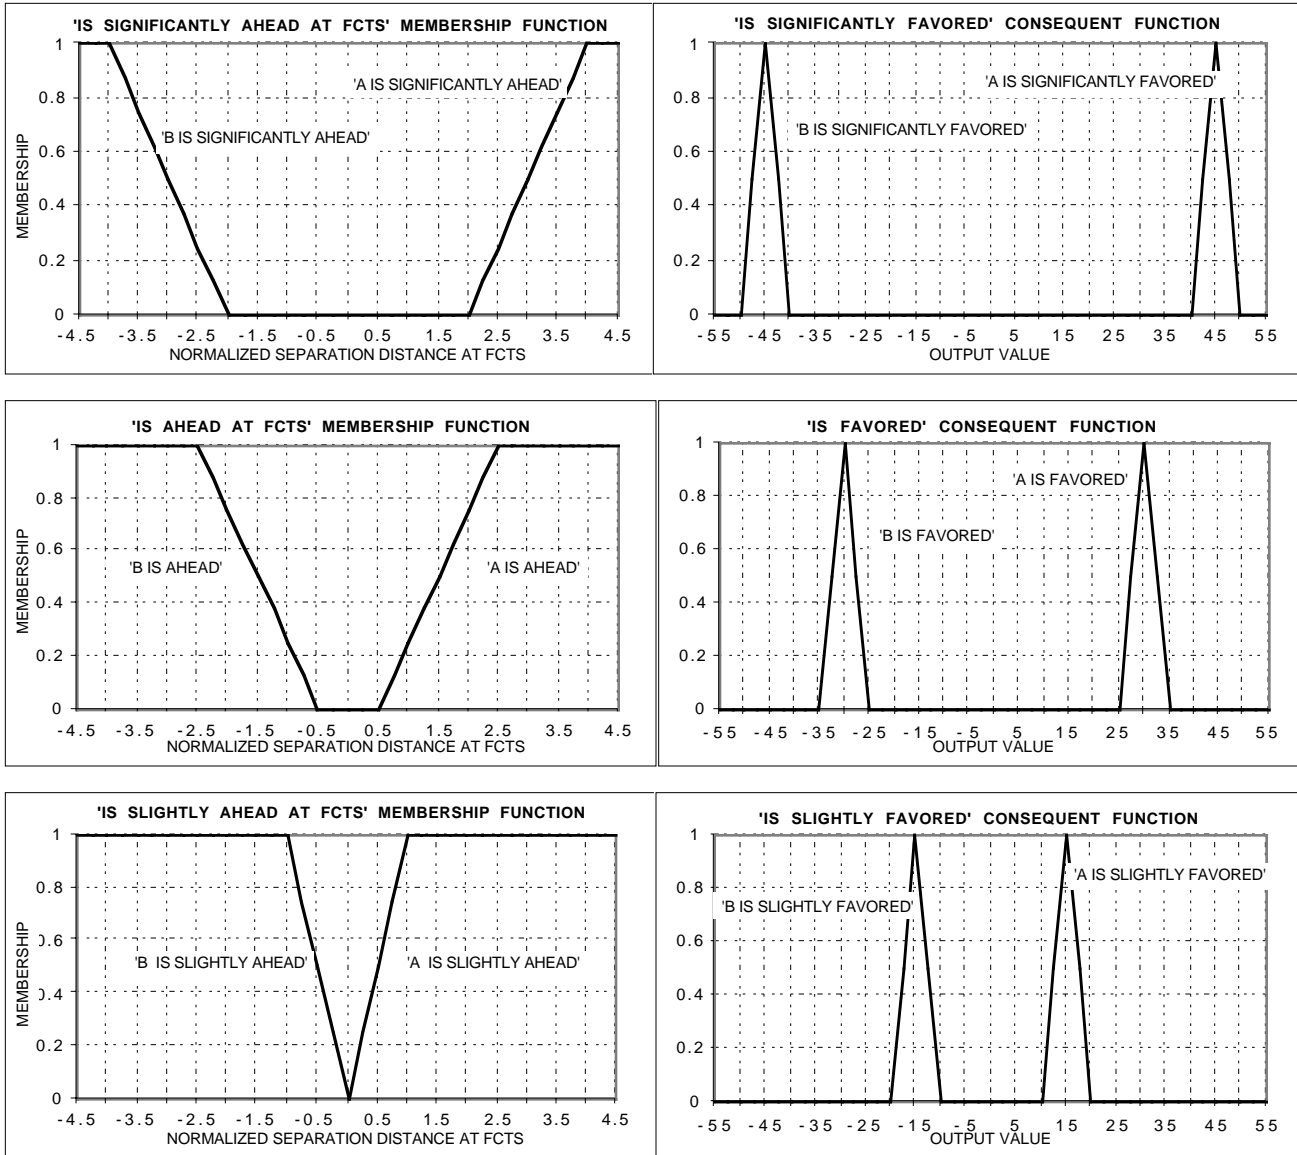 'IS SIGNIFICANTLY AHEAD AT FCTS' MEMBERSHIP FUNCTION
1
0.8
0.6
0.4
0.2
0
MEMBERSHIP
'A IS SIGNIFICANTLY AHEAD'
'B IS SIGNIFICANTLY AHEAD'
-4.5 -3.5 -2.5 -1.5 -0.5 0.5 1.5 2.5 3.5 4.5
NORMALIZED SEPARATION DISTANCE AT FCTS
'IS SIGNIFICANTLY FAVORED' CONSEQUENT FUNCTION
1
0.8
0.6
0.4
0.2
0
'A IS SIGNIFICANTLY FAVORED'
'B IS SIGNIFICANTLY FAVORED'
-55 -45 -35 -25 -15 -5 5 15 25 35 45 55
OUTPUT VALUE
'IS AHEAD AT FCTS' MEMBERSHIP FUNCTION
1
0.8
0.6
0.4
0.2
0
MEMBERSHIP
'B IS AHEAD'
'A IS AHEAD'
-4.5 -3.5 -2.5 -1.5 -0.5 0.5 1.5 2.5 3.5 4.5
NORMALIZED SEPARATION DISTANCE AT FCTS
'IS FAVORED' CONSEQUENT FUNCTION
1
0.8
0.6
0.4
0.2
0
'A IS FAVORED'
'B IS FAVORED'
-55 -45 -35 -25 -15 -5 5 15 25 35 45 55
OUTPUT VALUE
'IS SLIGHTLY AHEAD AT FCTS' MEMBERSHIP FUNCTION
1
0.8
0.6
0.4
0.2
0
MEMBERSHIP
'B IS SLIGHTLY AHEAD'
'A IS SLIGHTLY AHEAD'
-4.5 -3.5 -2.5 -1.5 -0.5 0.5 1.5 2.5 3.5 4.5
NORMALIZED SEPARATION DISTANCE AT FCTS
'IS SLIGHTLY FAVORED' CONSEQUENT FUNCTION
1
0.8
0.6
0.4
0.2
0
'A IS SLIGHTLY FAVORED'
'B IS SLIGHTLY FAVORED'
-55 -45 -35 -25 -15 -5 5 15 25 35 45 55
OUTPUT VALUE